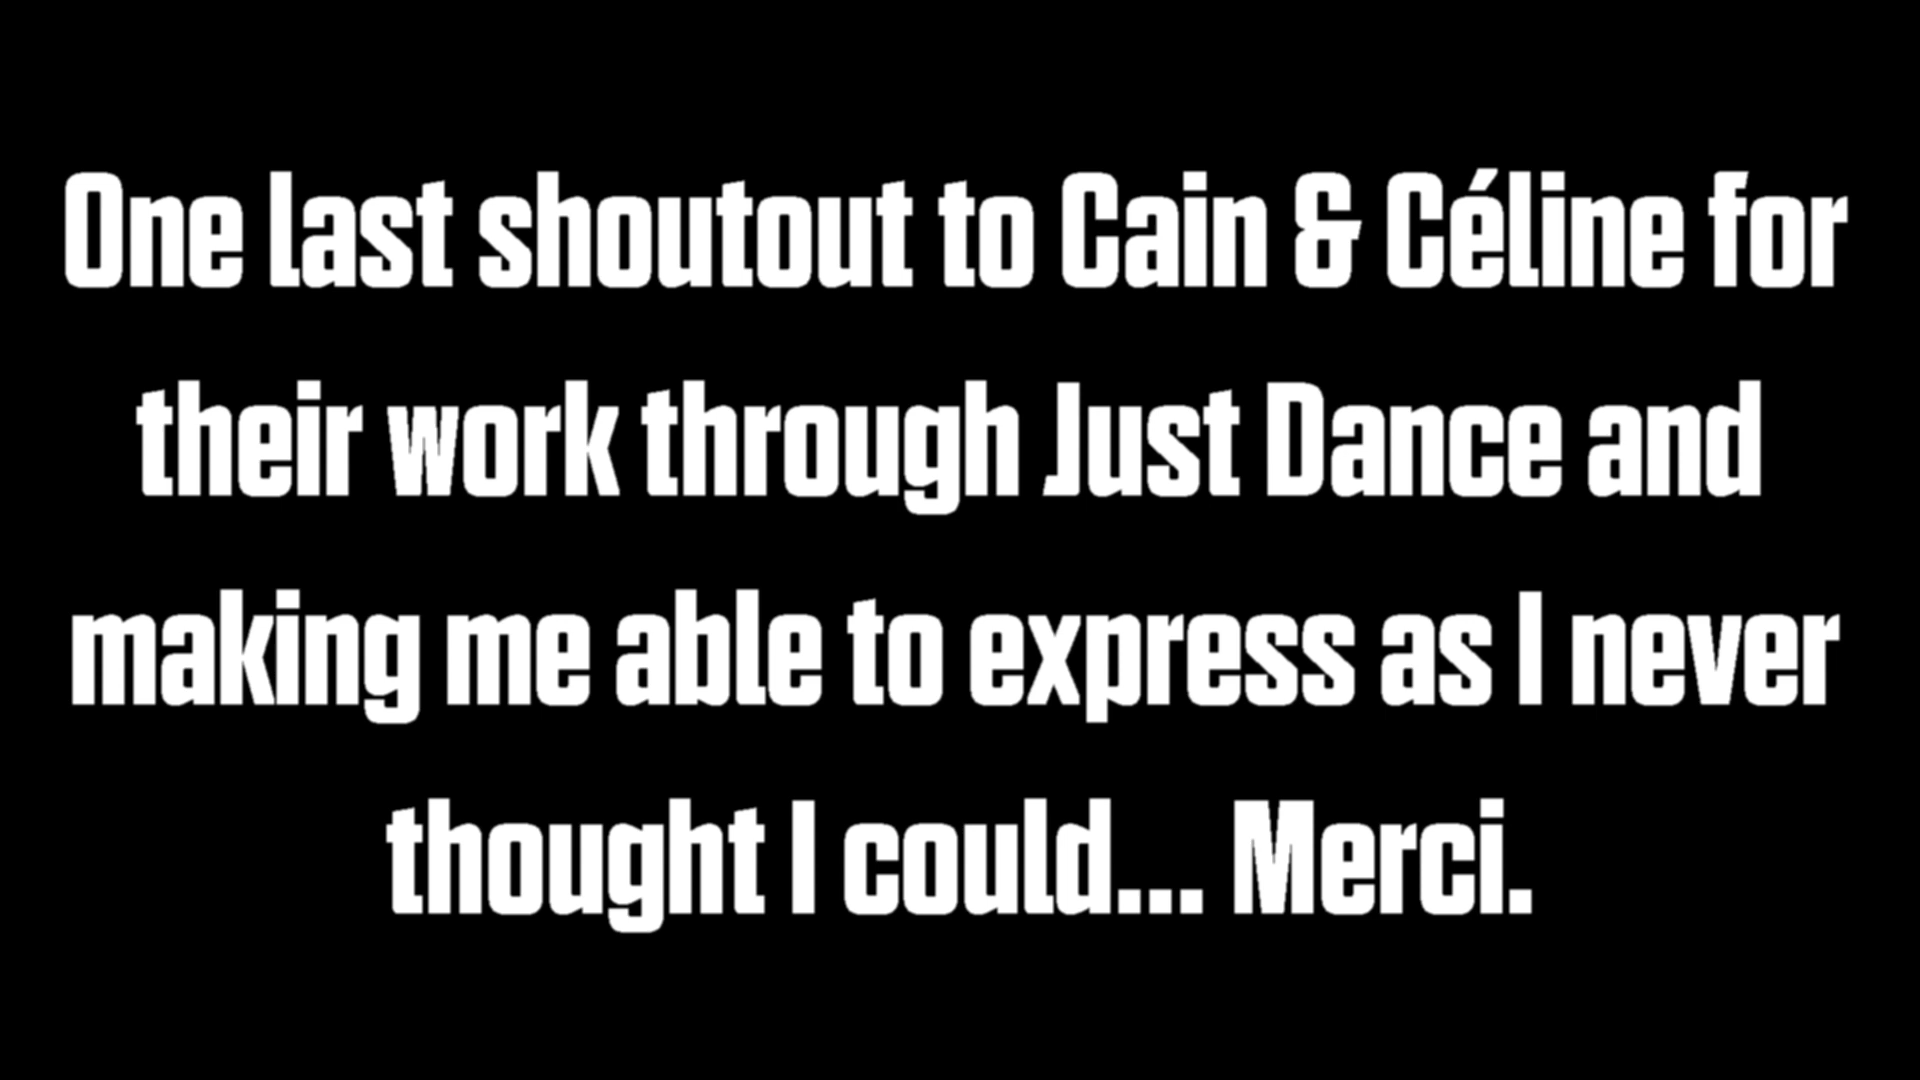 One last shoutout to Cain & Céline for
their work through Just Dance and
making me able to express as I never
thought I could... Merci.